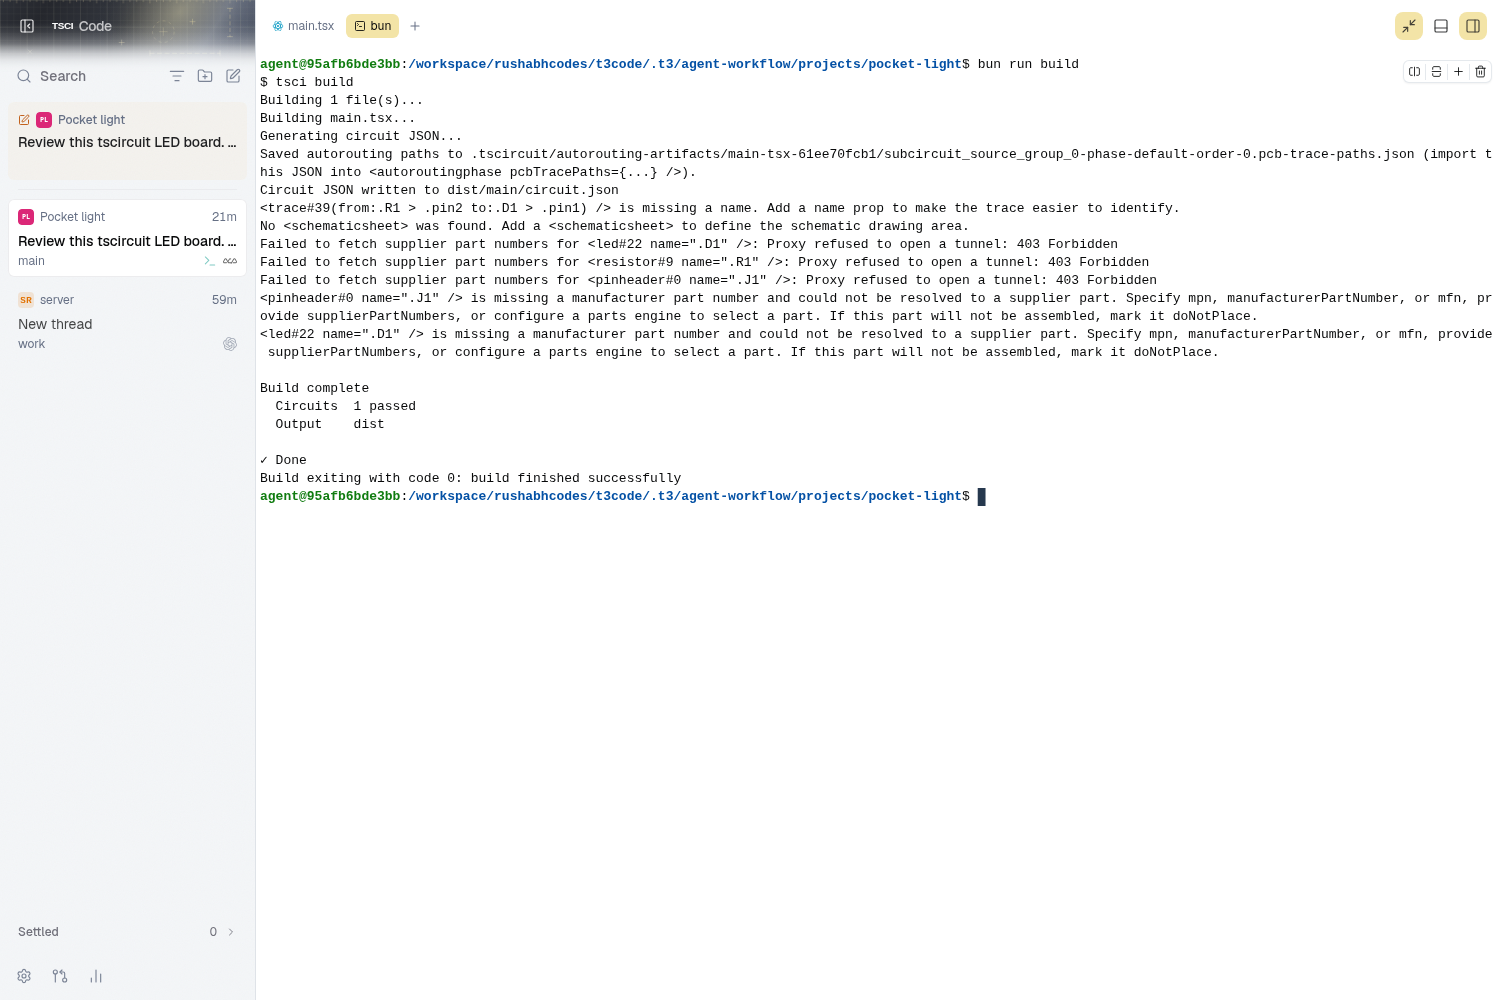 TSCI Code
main.tsx
bun
Search
PL Pocket light
Review this tscircuit LED board. ...
PL Pocket light 21m
Review this tscircuit LED board. ...
main
SR server 59m
New thread
work
Settled 0
agent@95afb6bde3bb:/workspace/rushabhcodes/t3code/.t3/agent-workflow/projects/pocket-light$ bun run build
$ tsci build
Building 1 file(s)...
Building main.tsx...
Generating circuit JSON...
Saved autorouting paths to .tscircuit/autorouting-artifacts/main-tsx-61ee70fcb1/subcircuit_source_group_0-phase-default-order-0.pcb-trace-paths.json (import t
his JSON into <autoroutingphase pcbTracePaths={...} />).
Circuit JSON written to dist/main/circuit.json
<trace#39(from:.R1 > .pin2 to:.D1 > .pin1) /> is missing a name. Add a name prop to make the trace easier to identify.
No <schematicsheet> was found. Add a <schematicsheet> to define the schematic drawing area.
Failed to fetch supplier part numbers for <led#22 name=".D1" />: Proxy refused to open a tunnel: 403 Forbidden
Failed to fetch supplier part numbers for <resistor#9 name=".R1" />: Proxy refused to open a tunnel: 403 Forbidden
Failed to fetch supplier part numbers for <pinheader#0 name=".J1" />: Proxy refused to open a tunnel: 403 Forbidden
<pinheader#0 name=".J1" /> is missing a manufacturer part number and could not be resolved to a supplier part. Specify mpn, manufacturerPartNumber, or mfn, pr
ovide supplierPartNumbers, or configure a parts engine to select a part. If this part will not be assembled, mark it doNotPlace.
<led#22 name=".D1" /> is missing a manufacturer part number and could not be resolved to a supplier part. Specify mpn, manufacturerPartNumber, or mfn, provide
supplierPartNumbers, or configure a parts engine to select a part. If this part will not be assembled, mark it doNotPlace.
Build complete
Circuits 1 passed
Output dist
✓ Done
Build exiting with code 0: build finished successfully
agent@95afb6bde3bb:/workspace/rushabhcodes/t3code/.t3/agent-workflow/projects/pocket-light$